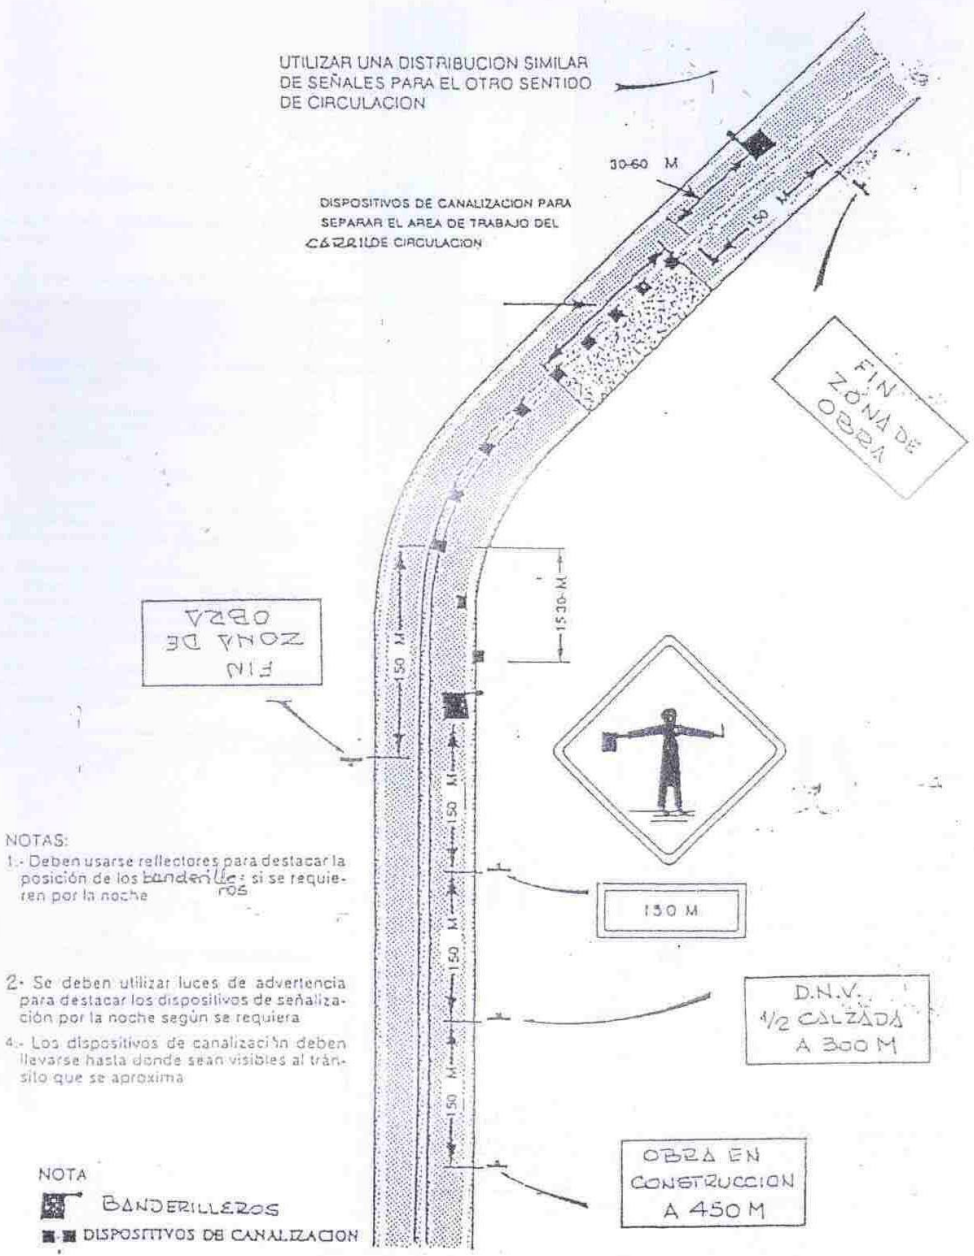 UTILIZAR UNA DISTRIBUCION SIMILAR
DE SEÑALES PARA EL OTRO SENTIDO
DE CIRCULACION
30-60 M
DISPOSITIVOS DE CANALIZACION PARA
SEPARAR EL AREA DE TRABAJO DEL
CARRIL DE CIRCULACION
150 M
FIN
ZONA DE
OBRA
FIN
ZONA DE
OBRA
150 M
1530-M
150 M
150 M
150 M
150 M
NOTAS:
1.- Deben usarse reflectores para destacar la
posición de los banderille-
ros si se requie-
ren por la noche
2- Se deben utilizar luces de advertencia
para destacar los dispositivos de señaliza-
ción por la noche según se requiera
4.- Los dispositivos de canalización deben
llevarse hasta donde sean visibles al trán-
sito que se aproxima
D.N.V.
1/2 CALZADA
A 300 M
OBRA EN
CONSTRUCCION
A 450 M
NOTA
BANDERILLEROS
DISPOSITIVOS DE CANALIZACION